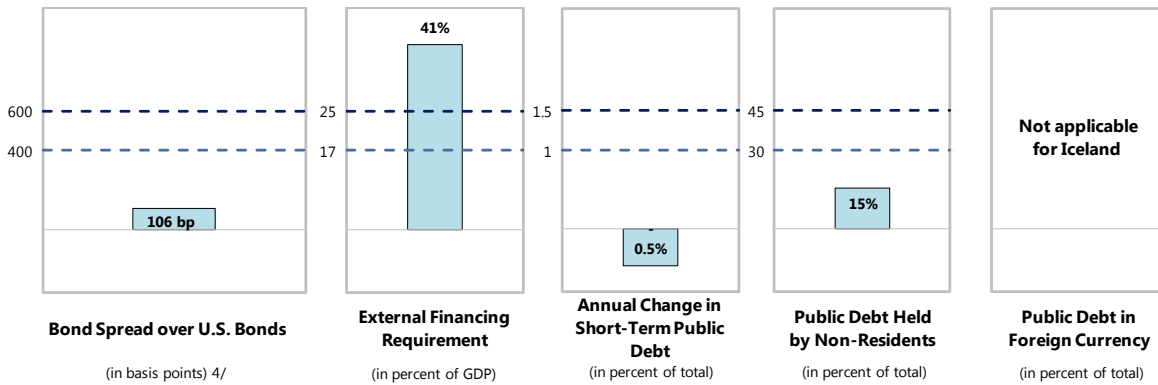 600
400
106 bp
Bond Spread over U.S. Bonds
(in basis points) 4/
41%
25
17
External Financing
Requirement
(in percent of GDP)
1.5
1
-
0.5%
Annual Change in
Short-Term Public
Debt
(in percent of total)
45
30
15%
Public Debt Held
by Non-Residents
(in percent of total)
Not applicable
for Iceland
Public Debt in
Foreign Currency
(in percent of total)